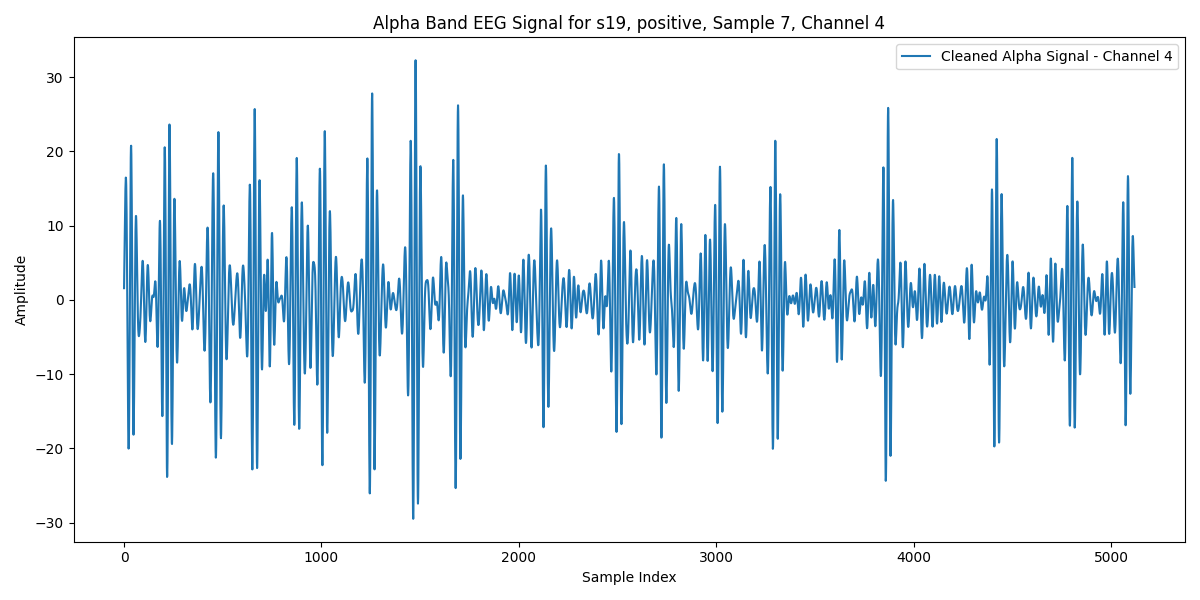 Alpha Band EEG Signal for s19, positive, Sample 7, Channel 4
Cleaned Alpha Signal - Channel 4
Amplitude
30
20
10
0
−10
−20
−30
0 1000 2000 3000 4000 5000
Sample Index